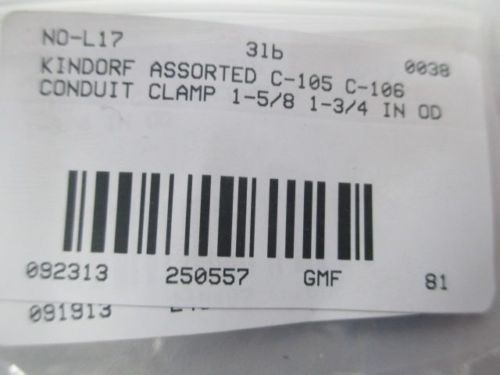 NO-L17 3lb 0038
KINDORF ASSORTED C-105 C-106
CONDUIT CLAMP 1-5/8 1-3/4 IN OD
092313 250557 GMF 81
091913